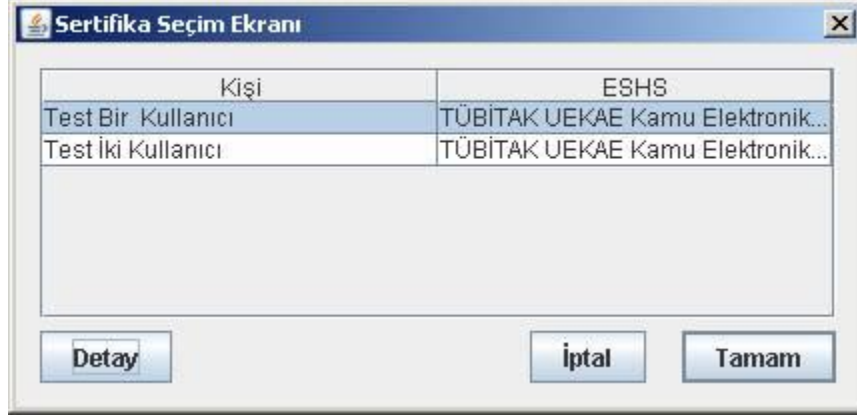 Sertifika Seçim Ekranı
Kişi ESHS
Test Bir Kullanıcı TÜBİTAK UEKAE Kamu Elektronik...
Test İki Kullanıcı TÜBİTAK UEKAE Kamu Elektronik...
Detay İptal Tamam